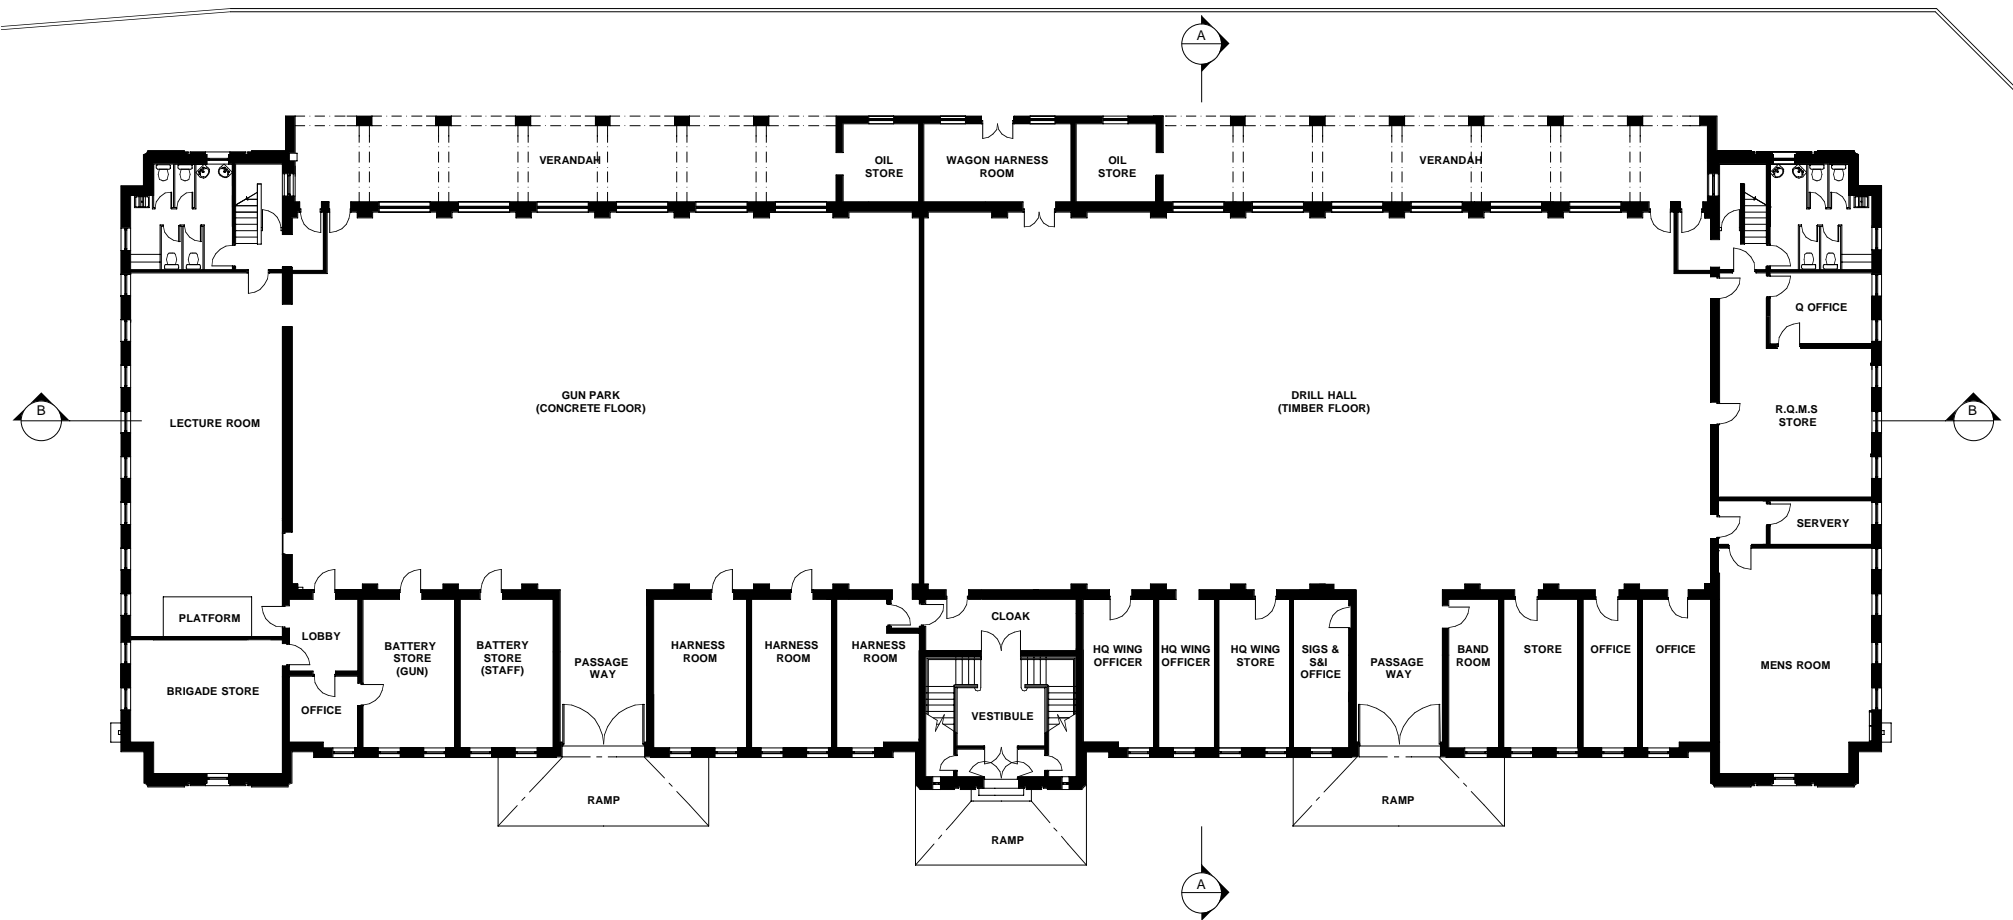 A
VERANDAH
OIL
STORE
WAGON HARNESS
ROOM
OIL
STORE
VERANDAH
Q OFFICE
GUN PARK
(CONCRETE FLOOR)
DRILL HALL
(TIMBER FLOOR)
B
LECTURE ROOM
R.Q.M.S
STORE
B
SERVERY
PLATFORM
LOBBY
BATTERY
STORE
(GUN)
BATTERY
STORE
(STAFF)
PASSAGE
WAY
HARNESS
ROOM
HARNESS
ROOM
HARNESS
ROOM
CLOAK
HQ WING
OFFICER
HQ WING
OFFICER
HQ WING
STORE
SIGS &
S&I
OFFICE
PASSAGE
WAY
BAND
ROOM
STORE
OFFICE
OFFICE
MENS ROOM
BRIGADE STORE
OFFICE
VESTIBULE
RAMP
RAMP
RAMP
A